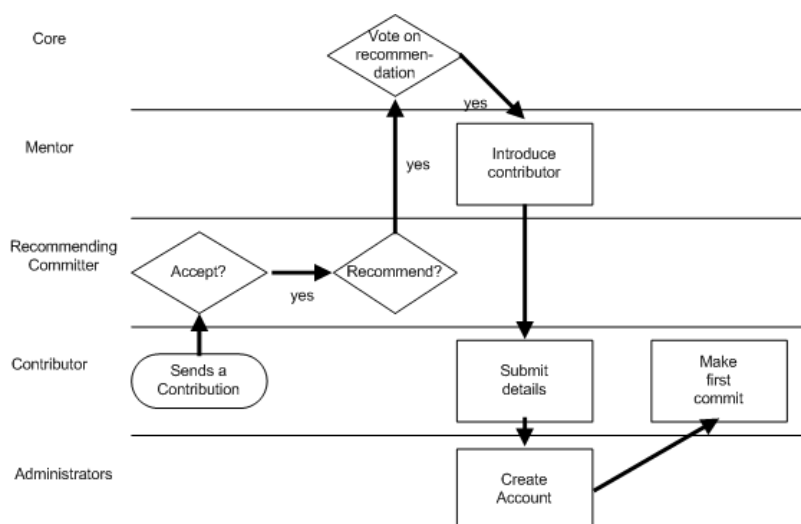 Core
Vote on
recommen-
dation
yes
Mentor
Introduce
contributor
yes
Recommending
Committer
Accept?
yes
Recommend?
Contributor
Sends a
Contribution
Submit
details
Make
first
commit
Administrators
Create
Account